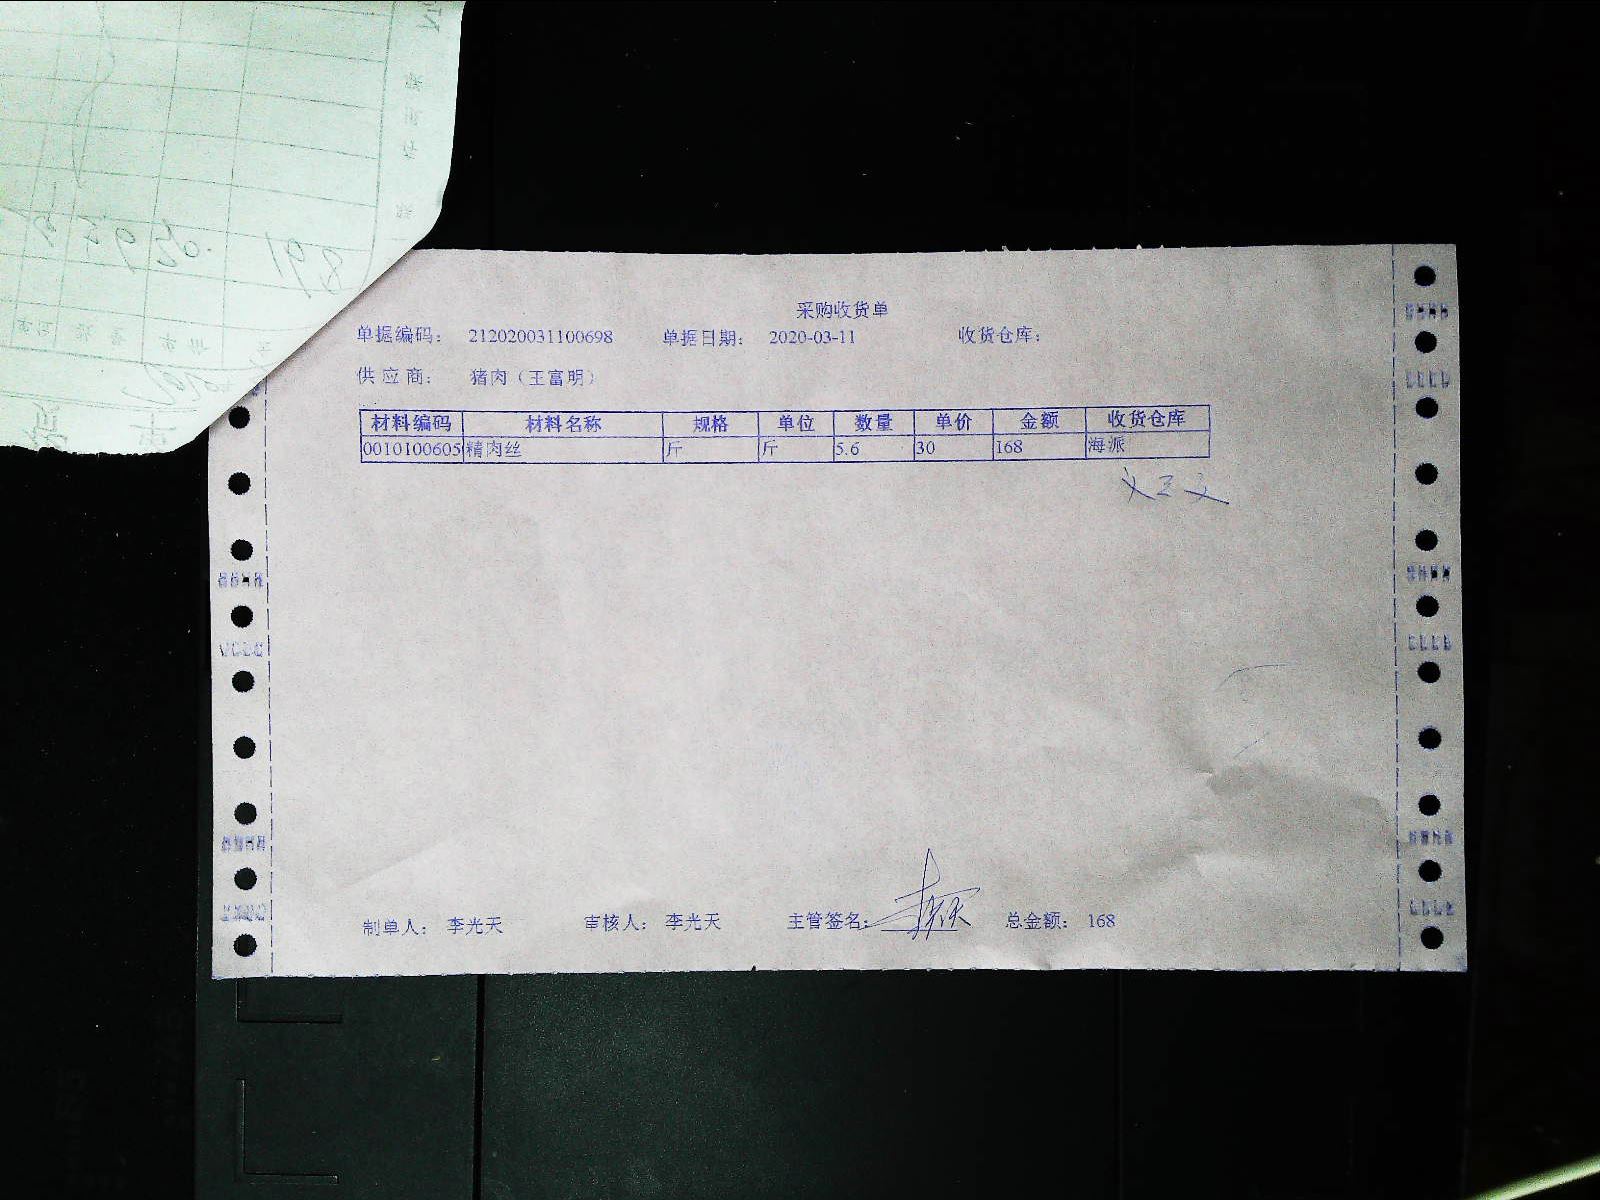 采购收货单
单据编码： 212020031100698 单据日期： 2020-03-11 收货仓库：
供应商： 猪肉（王富明）
材料编码 材料名称 规格 单位 数量 单价 金额 收货仓库
0010100605 精肉丝 斤 斤 5.6 30 168 海派
制单人： 李光天 审核人： 李光天 主管签名： 总金额： 168